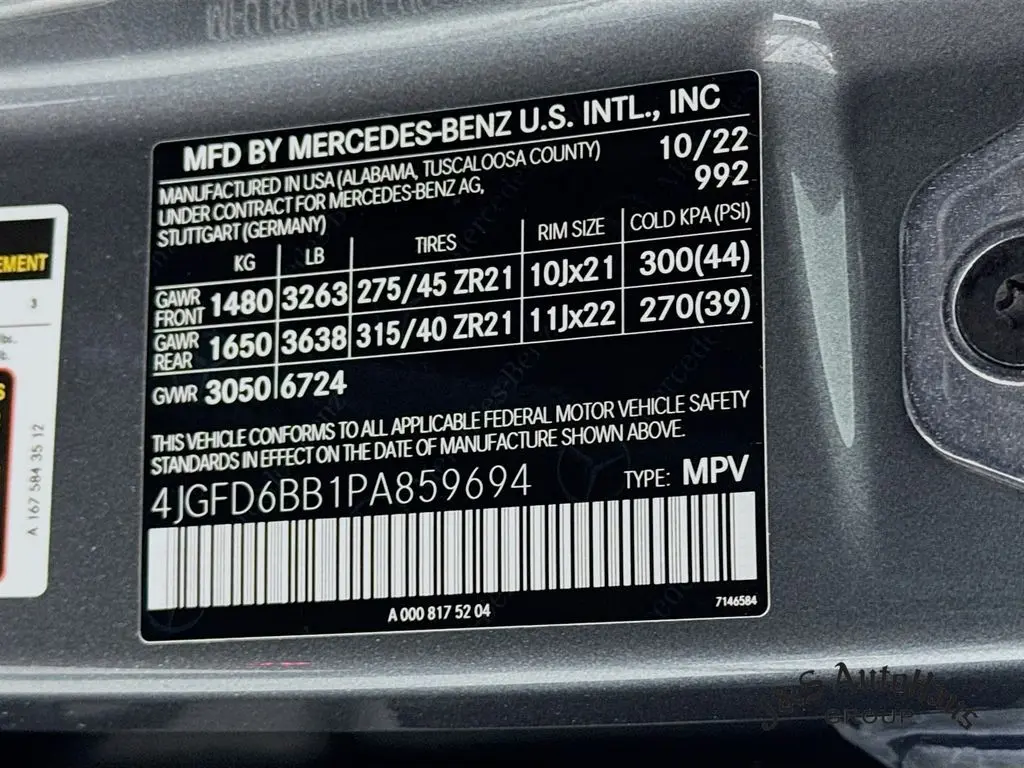 MFD BY MERCEDES-BENZ U.S. INTL., INC
MANUFACTURED IN USA (ALABAMA, TUSCALOOSA COUNTY) 10/22
UNDER CONTRACT FOR MERCEDES-BENZ AG, 992
STUTTGART (GERMANY)
KG LB TIRES RIM SIZE COLD KPA (PSI)
GAWR FRONT 1480 3263 275/45 ZR21 10Jx21 300(44)
GAWR REAR 1650 3638 315/40 ZR21 11Jx22 270(39)
GVWR 3050 6724
THIS VEHICLE CONFORMS TO ALL APPLICABLE FEDERAL MOTOR VEHICLE SAFETY
STANDARDS IN EFFECT ON THE DATE OF MANUFACTURE SHOWN ABOVE.
4JGFD6BB1PA859694 TYPE: MPV
A 000 817 52 04 7146584
EMENT
3
lbs.
A 167 584 35 12
S
J&S AutoHaus
GROUP